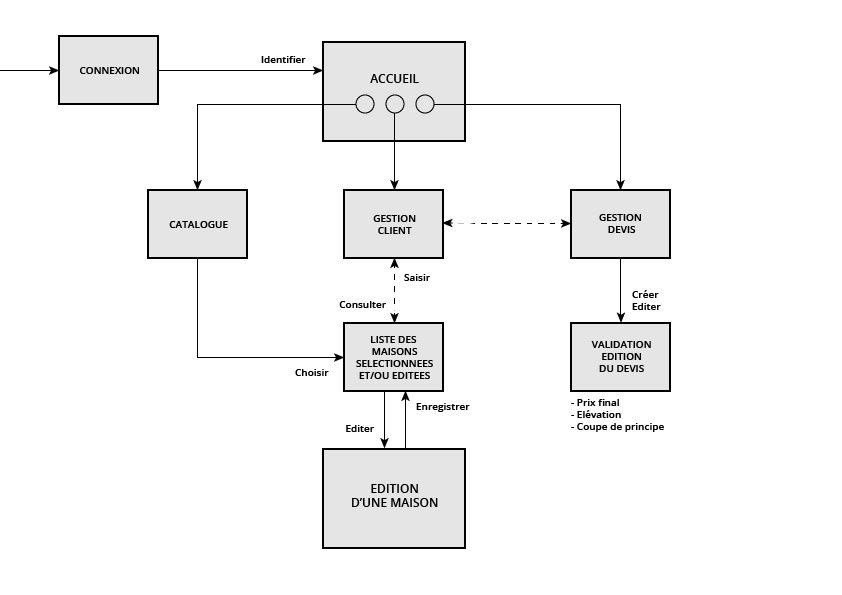 CONNEXION
Identifier
ACCUEIL
CATALOGUE
GESTION
CLIENT
GESTION
DEVIS
Saisir
Consulter
Créer
Editer
LISTE DES
MAISONS
SELECTIONNEES
ET/OU EDITEES
Choisir
VALIDATION
EDITION
DU DEVIS
- Prix final
- Elévation
- Coupe de principe
Enregistrer
Editer
EDITION
D'UNE MAISON